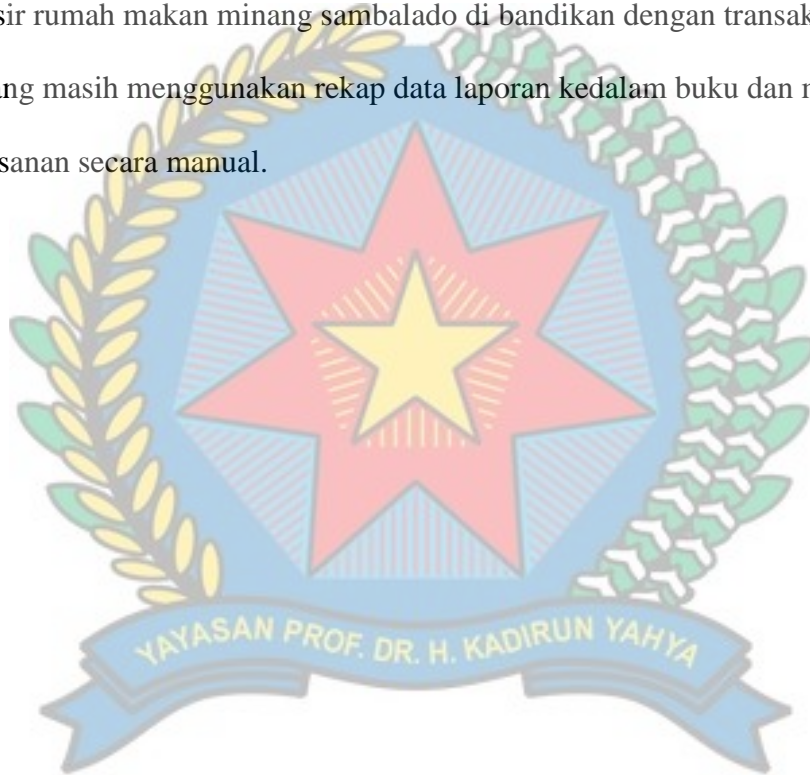 sir rumah makan minang sambalado di bandikan dengan transak
ang masih menggunakan rekap data laporan kedalam buku dan
sanan secara manual.
YAYASAN PROF. DR. H. KADIRUN YAHYA